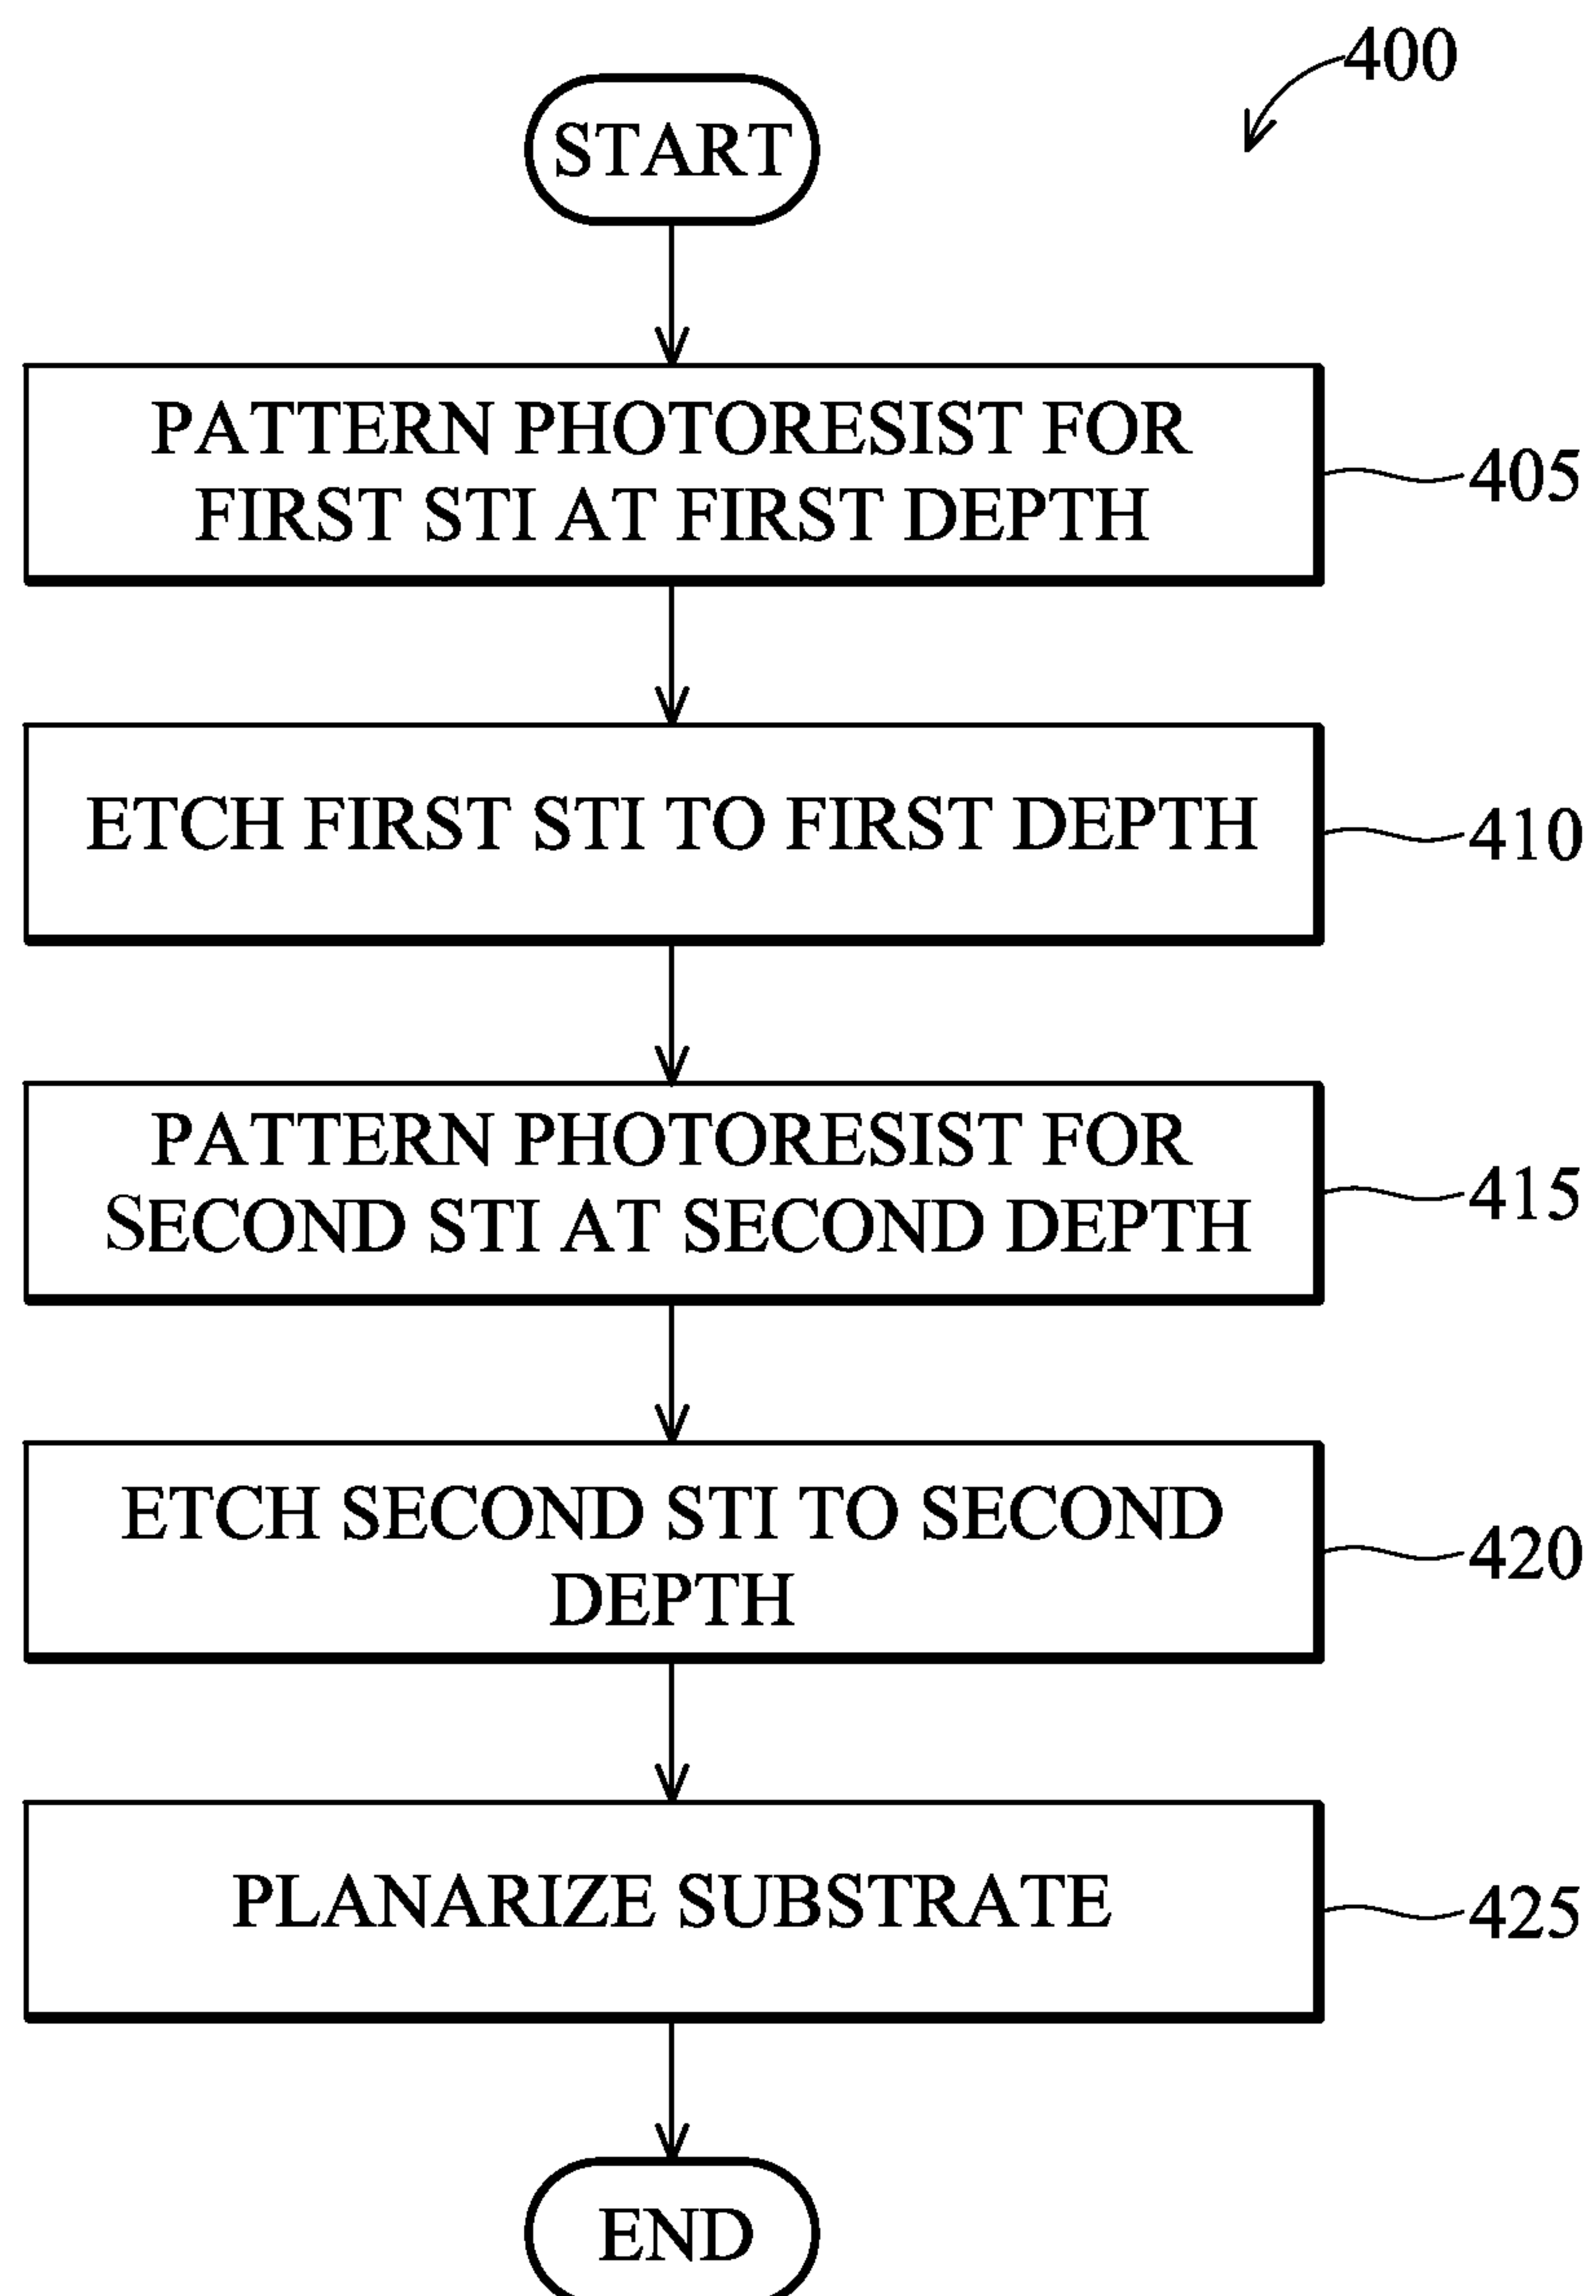 400
START
PATTERN PHOTORESIST FOR
FIRST STI AT FIRST DEPTH
405
ETCH FIRST STI TO FIRST DEPTH
410
PATTERN PHOTORESIST FOR
SECOND STI AT SECOND DEPTH
415
ETCH SECOND STI TO SECOND
DEPTH
420
PLANARIZE SUBSTRATE
425
END